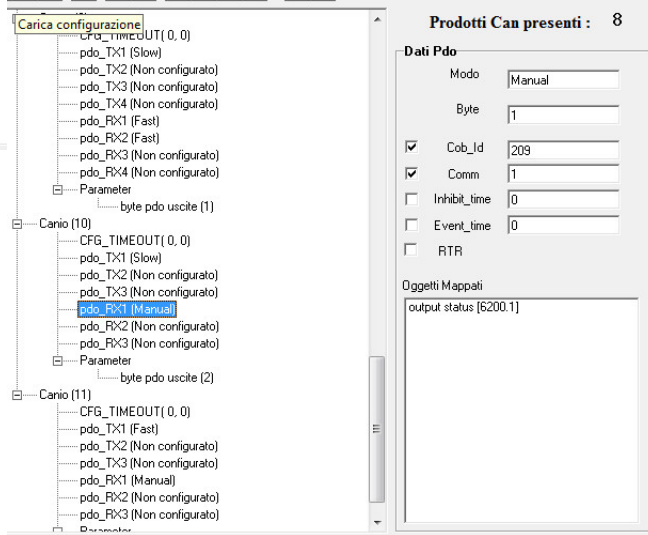 Carica configurazione
CFG_TIMEOUT( 0, 0)
pdo_TX1 (Slow)
pdo_TX2 (Non configurato)
pdo_TX3 (Non configurato)
pdo_TX4 (Non configurato)
pdo_RX1 (Fast)
pdo_RX2 (Fast)
pdo_RX3 (Non configurato)
pdo_RX4 (Non configurato)
Parameter
byte pdo uscite (1)
Canio (10)
CFG_TIMEOUT( 0, 0)
pdo_TX1 (Slow)
pdo_TX2 (Non configurato)
pdo_TX3 (Non configurato)
pdo_RX1 (Manual)
pdo_RX2 (Non configurato)
pdo_RX3 (Non configurato)
Parameter
byte pdo uscite (2)
Canio (11)
CFG_TIMEOUT( 0, 0)
pdo_TX1 (Fast)
pdo_TX2 (Non configurato)
pdo_TX3 (Non configurato)
pdo_RX1 (Manual)
pdo_RX2 (Non configurato)
pdo_RX3 (Non configurato)
Parameter
Prodotti Can presenti : 8
Dati Pdo
Modo Manual
Byte 1
Cob_Id 209
Comm 1
Inhibit_time 0
Event_time 0
RTR
Oggetti Mappati
output status [6200.1]